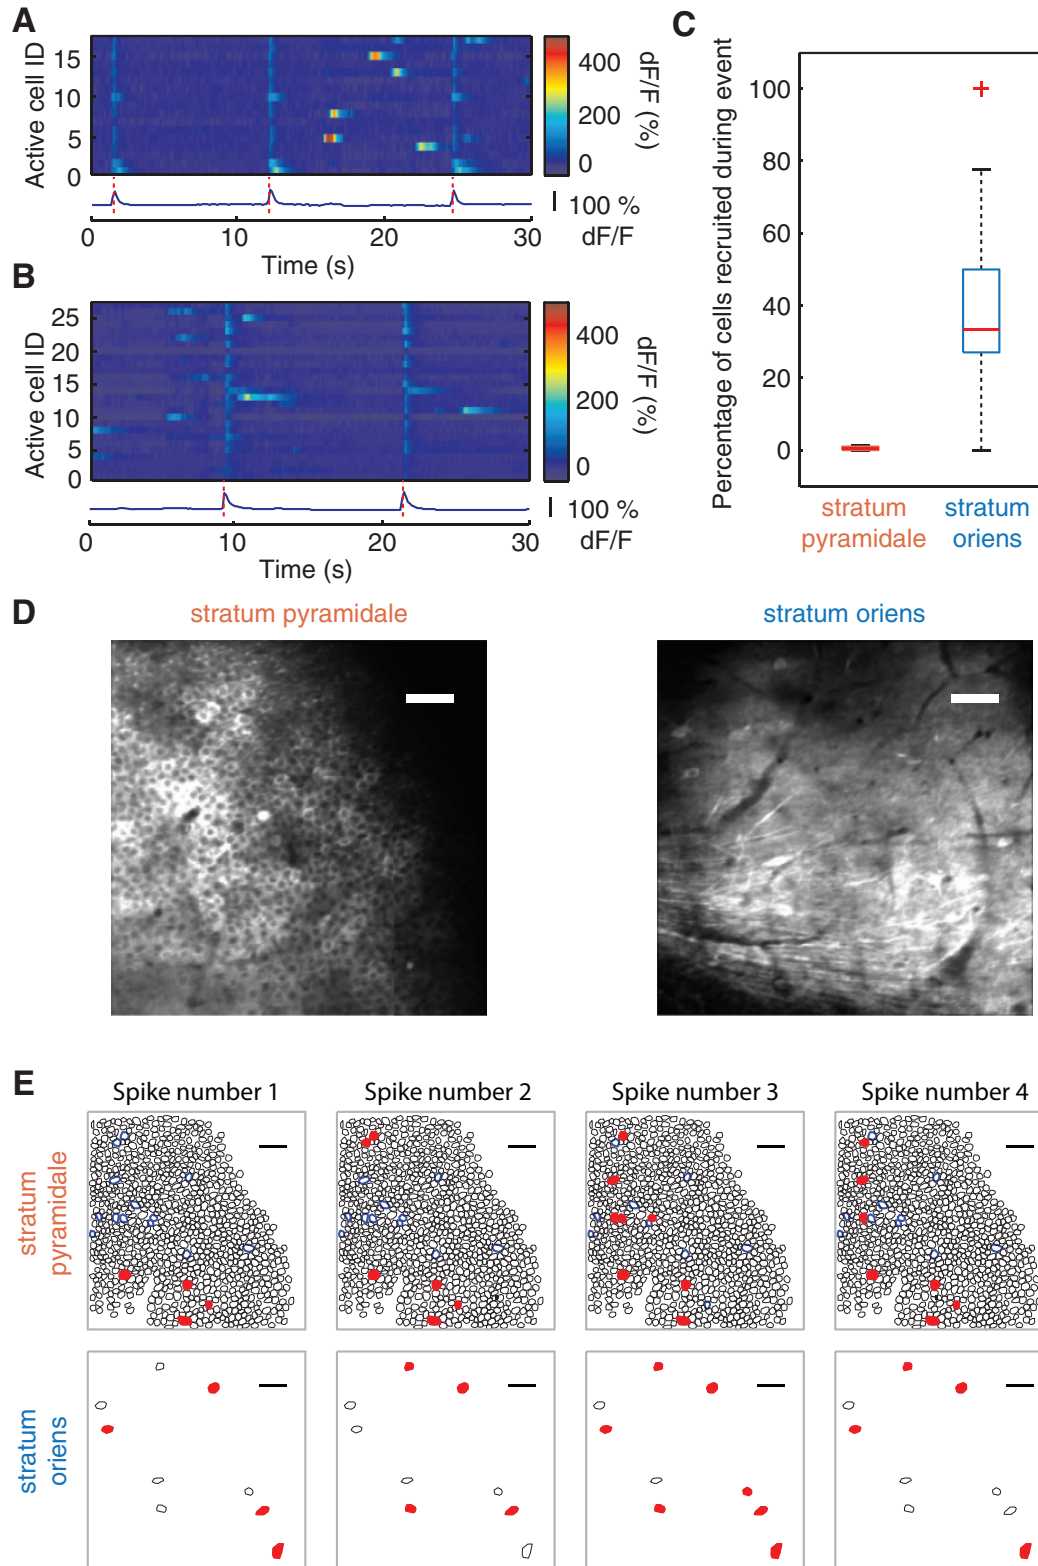 A
Active cell ID
15
10
5
0
400
200
0
dF/F (%)
100 %
dF/F
0
10
20
30
Time (s)
B
Active cell ID
25
20
15
10
5
0
400
200
0
dF/F (%)
100 %
dF/F
0
10
20
30
Time (s)
C
Percentage of cells recruited during event
100
80
60
40
20
0
stratum
pyramidale
stratum
oriens
D
stratum pyramidale
stratum oriens
E
Spike number 1
Spike number 2
Spike number 3
Spike number 4
stratum
pyramidale
stratum
oriens